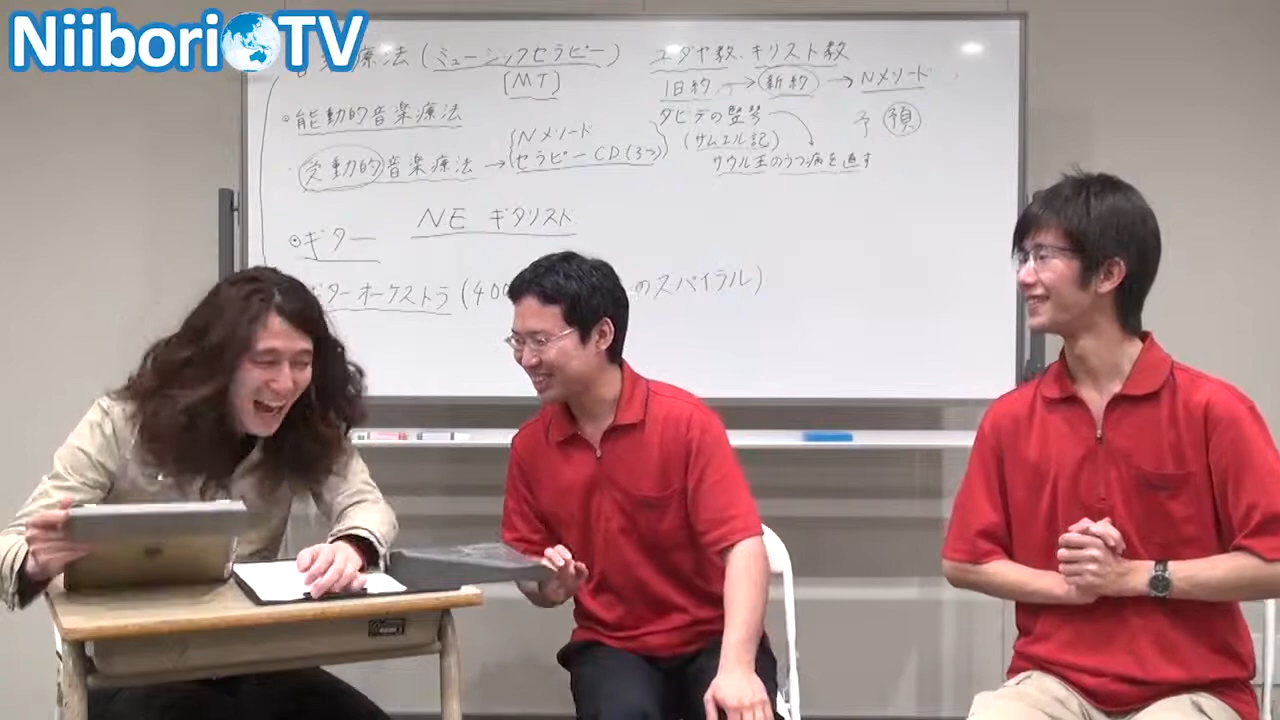 Niibori TV
音楽療法(ミュージックセラピー)
[MT]
・能動的音楽療法
・受動的音楽療法→
Nメソード
セラピーCD(3つ)
◉ギター NEギタリスト
ギターオーケストラ(400 のスパイラル)
ユダヤ教.キリスト教
旧約→新約→Nメソード
予 預
ダビデの竪琴
(サムエル記)
サウル王のうつ病を直す